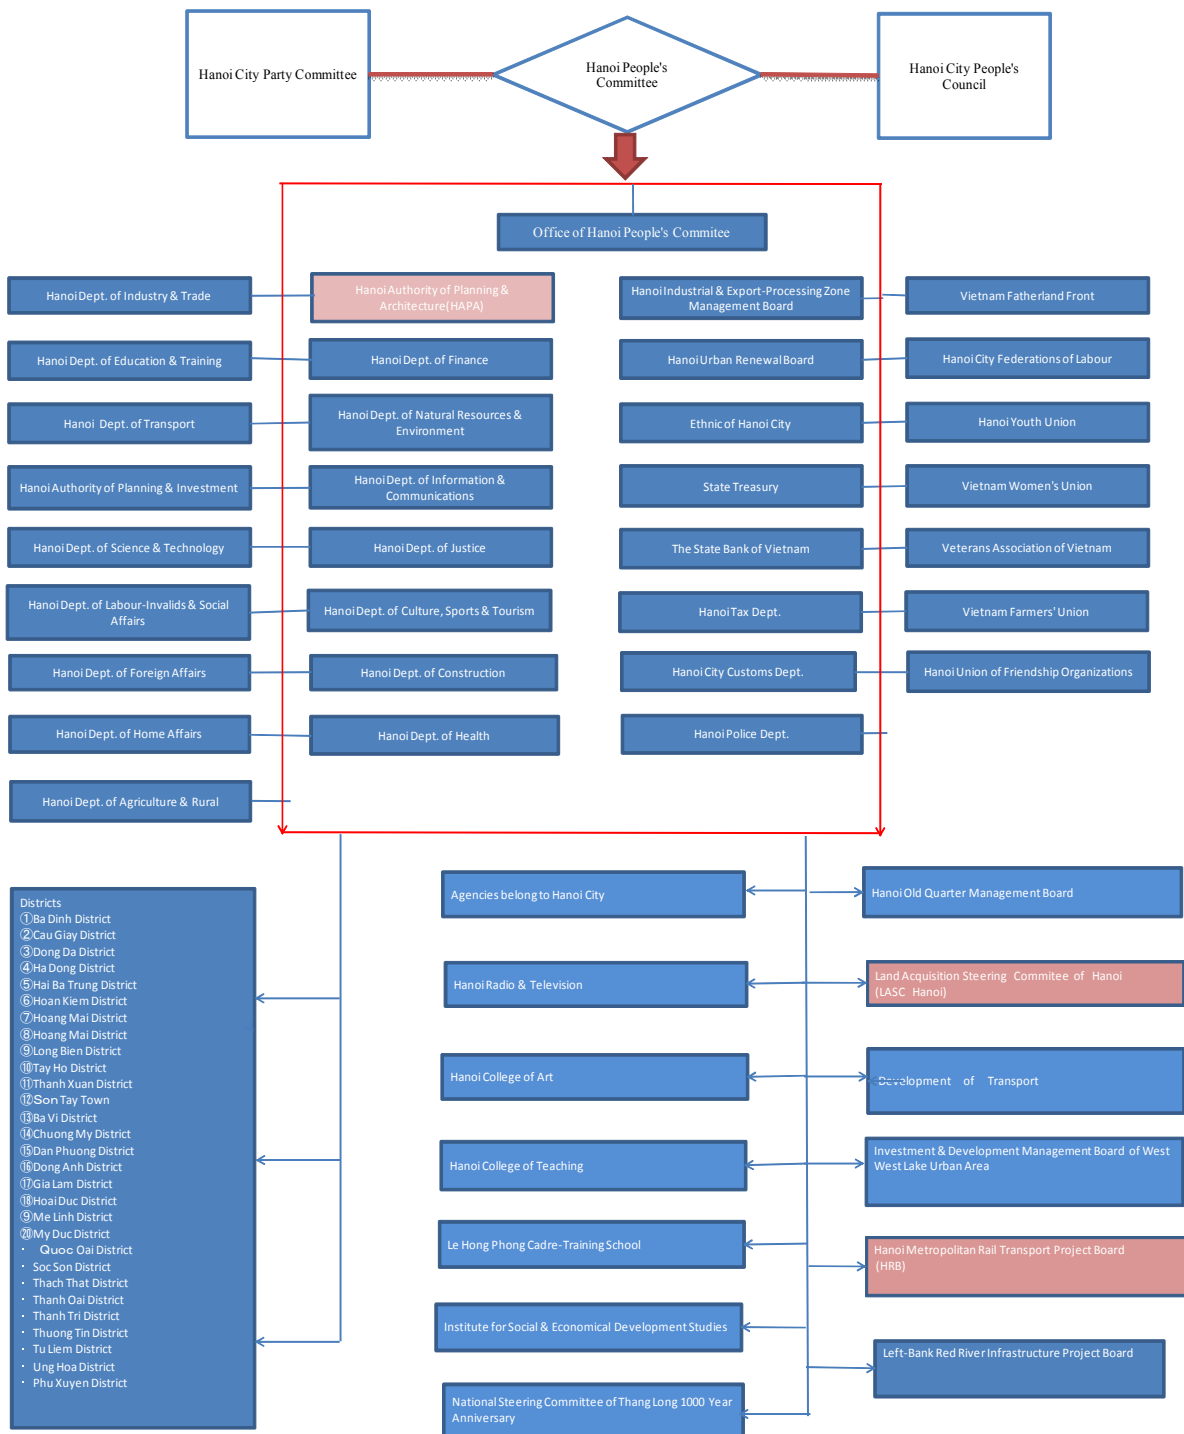 Hanoi City Party Committee
Hanoi People's
Committee
Hanoi City People's
Council
Office of Hanoi People's Commitee
Hanoi Dept. of Industry & Trade
Hanoi Authority of Planning &
Architecture(HAPA)
Hanoi Industrial & Export-Processing Zone
Management Board
Vietnam Fatherland Front
Hanoi Dept. of Education & Training
Hanoi Dept. of Finance
Hanoi Urban Renewal Board
Hanoi City Federations of Labour
Hanoi Dept. of Transport
Hanoi Dept. of Natural Resources &
Environment
Ethnic of Hanoi City
Hanoi Youth Union
Hanoi Authority of Planning & Investment
Hanoi Dept. of Information &
Communications
State Treasury
Vietnam Women's Union
Hanoi Dept. of Science & Technology
Hanoi Dept. of Justice
The State Bank of Vietnam
Veterans Association of Vietnam
Hanoi Dept. of Labour-Invalids & Social
Affairs
Hanoi Dept. of Culture, Sports & Tourism
Hanoi Tax Dept.
Vietnam Farmers' Union
Hanoi Dept. of Foreign Affairs
Hanoi Dept. of Construction
Hanoi City Customs Dept.
Hanoi Union of Friendship Organizations
Hanoi Dept. of Home Affairs
Hanoi Dept. of Health
Hanoi Police Dept.
Hanoi Dept. of Agriculture & Rural
Districts
①Ba Dinh District
②Cau Giay District
③Dong Da District
④Ha Dong District
⑤Hai Ba Trung District
⑥Hoan Kiem District
⑦Hoang Mai District
⑧Hoang Mai District
⑨Long Bien District
⑩Tay Ho District
⑪Thanh Xuan District
⑫Son Tay Town
⑬Ba Vi District
⑭Chuong My District
⑮Dan Phuong District
⑯Dong Anh District
⑰Gia Lam District
⑱Hoai Duc District
⑨Me Linh District
⑳My Duc District
・ Quoc Oai District
・ Soc Son District
・ Thach That District
・ Thanh Oai District
・ Thanh Tri District
・ Thuong Tin District
・ Tu Liem District
・ Ung Hoa District
・ Phu Xuyen District
Agencies belong to Hanoi City
Hanoi Old Quarter Management Board
Hanoi Radio & Television
Land Acquisition Steering Commitee of Hanoi
(LASC Hanoi)
Hanoi College of Art
Development of Transport
Hanoi College of Teaching
Investment & Development Management Board of West
West Lake Urban Area
Le Hong Phong Cadre-Training School
Hanoi Metropolitan Rail Transport Project Board
(HRB)
Institute for Social & Economical Development Studies
Left-Bank Red River Infrastructure Project Board
National Steering Committee of Thang Long 1000 Year
Anniversary